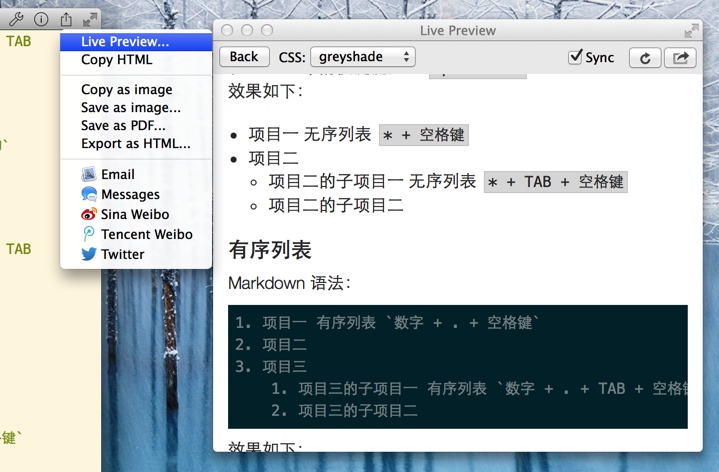 TAB
Live Preview...
Copy HTML
Copy as image
Save as image...
Save as PDF...
Export as HTML...
Email
Messages
Sina Weibo
Tencent Weibo
Twitter
TAB
键`
Live Preview
Back
CSS:
greyshade
Sync
效果如下：
• 项目一 无序列表 * + 空格键
• 项目二
◦ 项目二的子项目一 无序列表 * + TAB + 空格键
◦ 项目二的子项目二
有序列表
Markdown 语法：
1. 项目一 有序列表 `数字 + . + 空格键`
2. 项目二
3. 项目三
1. 项目三的子项目一 有序列表 `数字 + . + TAB + 空格
2. 项目三的子项目二
效果如下：